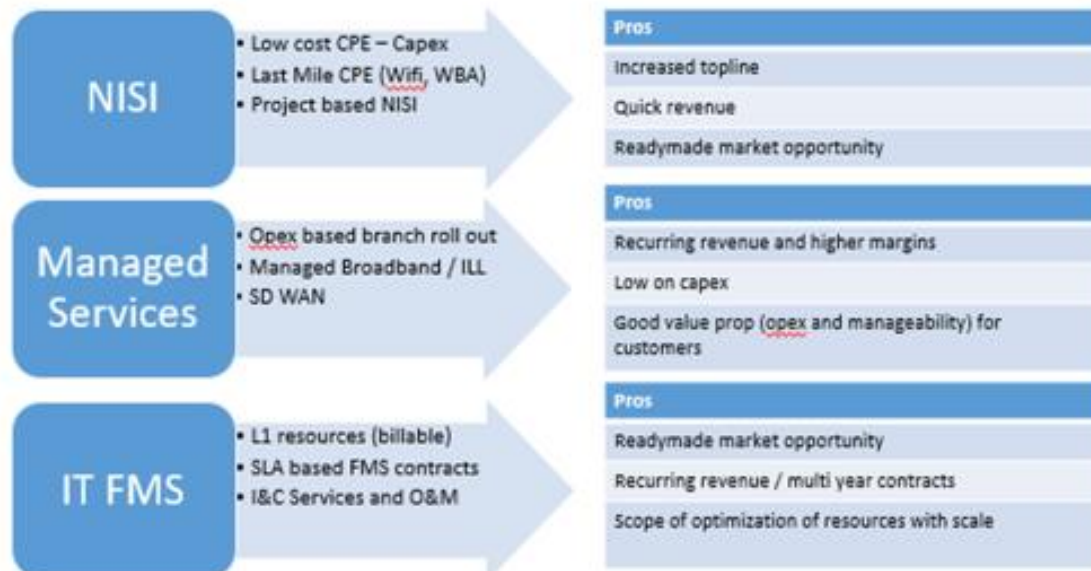 NISI
• Low cost CPE – Capex
• Last Mile CPE (Wifi, WBA)
• Project based NISI
Pros
Increased topline
Quick revenue
Readymade market opportunity
Managed
Services
• Opex based branch roll out
• Managed Broadband / ILL
• SD WAN
Pros
Recurring revenue and higher margins
Low on capex
Good value prop (opex and manageability) for
customers
IT FMS
• L1 resources (billable)
• SLA based FMS contracts
• I&C Services and O&M
Pros
Readymade market opportunity
Recurring revenue / multi year contracts
Scope of optimization of resources with scale